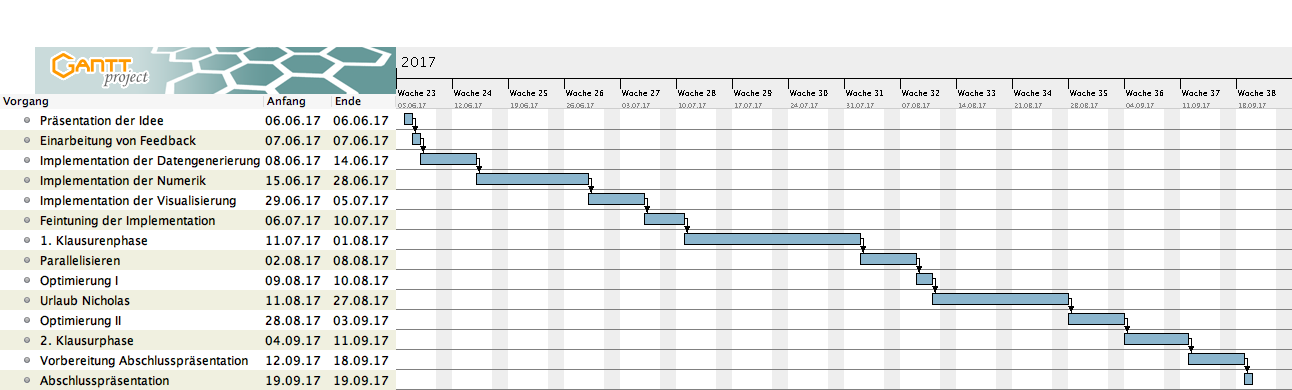 GANTT
project
2017
Woche 23 Woche 24 Woche 25 Woche 26 Woche 27 Woche 28 Woche 29 Woche 30 Woche 31 Woche 32 Woche 33 Woche 34 Woche 35 Woche 36 Woche 37 Woche 38
Vorgang Anfang Ende 05.06.17 12.06.17 19.06.17 26.06.17 03.07.17 10.07.17 17.07.17 24.07.17 31.07.17 07.08.17 14.08.17 21.08.17 28.08.17 04.09.17 11.09.17 18.09.17
Präsentation der Idee 06.06.17 06.06.17
Einarbeitung von Feedback 07.06.17 07.06.17
Implementation der Datengenerierung 08.06.17 14.06.17
Implementation der Numerik 15.06.17 28.06.17
Implementation der Visualisierung 29.06.17 05.07.17
Feintuning der Implementation 06.07.17 10.07.17
1. Klausurenphase 11.07.17 01.08.17
Parallelisieren 02.08.17 08.08.17
Optimierung I 09.08.17 10.08.17
Urlaub Nicholas 11.08.17 27.08.17
Optimierung II 28.08.17 03.09.17
2. Klausurphase 04.09.17 11.09.17
Vorbereitung Abschlusspräsentation 12.09.17 18.09.17
Abschlusspräsentation 19.09.17 19.09.17